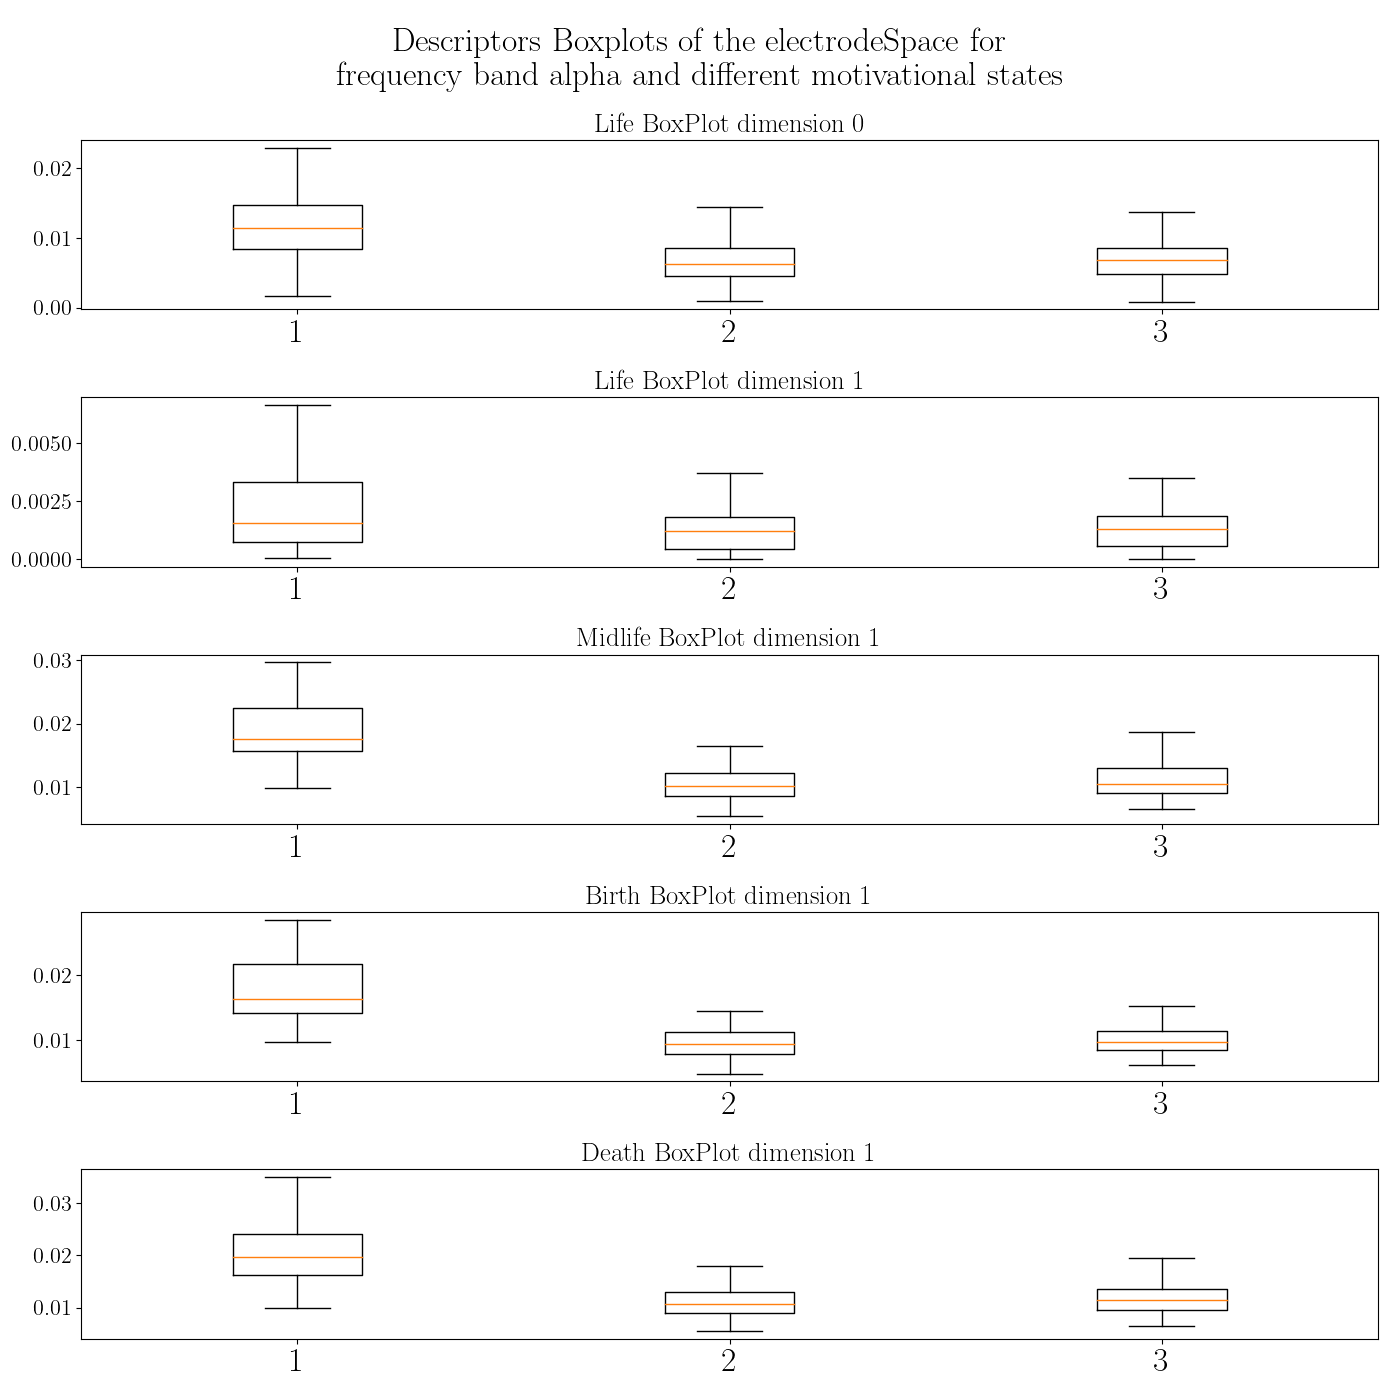 Descriptors Boxplots of the electrodeSpace for
frequency band alpha and different motivational states
Life BoxPlot dimension 0
0.02
0.01
0.00
1 2 3
Life BoxPlot dimension 1
0.0050
0.0025
0.0000
1 2 3
Midlife BoxPlot dimension 1
0.03
0.02
0.01
1 2 3
Birth BoxPlot dimension 1
0.02
0.01
1 2 3
Death BoxPlot dimension 1
0.03
0.02
0.01
1 2 3